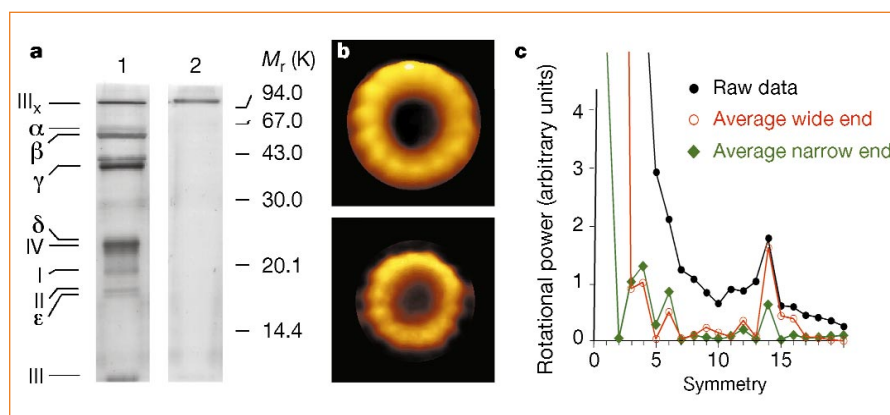 a
1 2 Mr (K)
IIIx
α
β
γ
δ
IV
I
II
ε
III
94.0
67.0
43.0
30.0
20.1
14.4
b
c
Rotational power (arbitrary units)
4
3
2
1
0
0 5 10 15
Symmetry
Raw data
Average wide end
Average narrow end